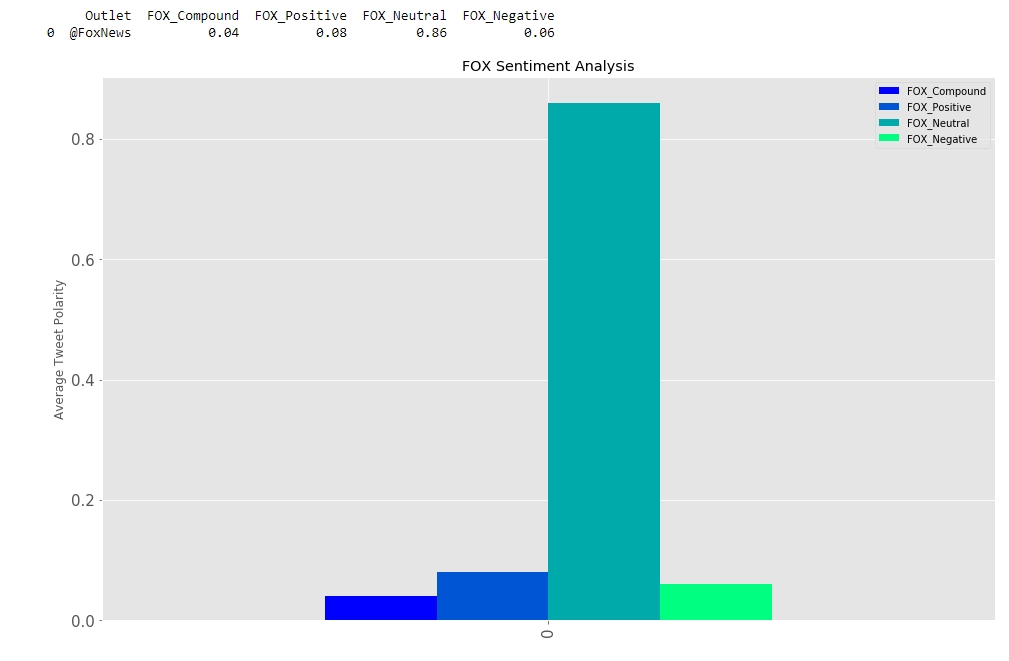 Outlet FOX_Compound FOX_Positive FOX_Neutral FOX_Negative
0 @FoxNews 0.04 0.08 0.86 0.06
FOX Sentiment Analysis
FOX_Compound
FOX_Positive
FOX_Neutral
FOX_Negative
Average Tweet Polarity
0.8
0.6
0.4
0.2
0.0
0